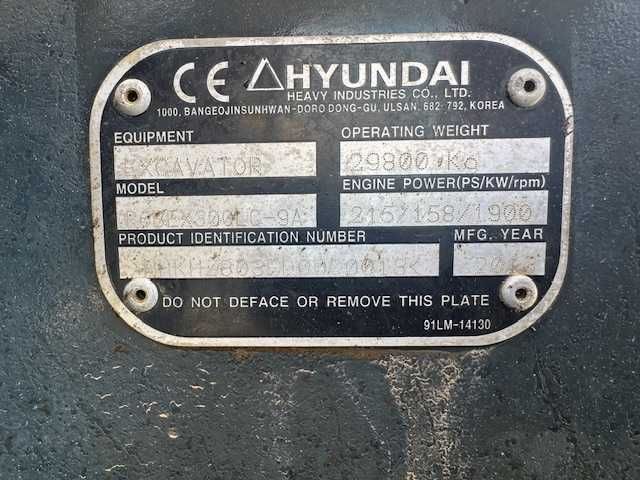 CE HYUNDAI
HEAVY INDUSTRIES CO., LTD.
1000, BANGEOJINSUNHWAN-DORO DONG-GU, ULSAN, 682-792, KOREA
EQUIPMENT OPERATING WEIGHT
EXCAVATOR 29800 KG
MODEL ENGINE POWER(PS/KW/rpm)
215/158/1900
PRODUCT IDENTIFICATION NUMBER MFG. YEAR
DO NOT DEFACE OR REMOVE THIS PLATE
91LM-14130